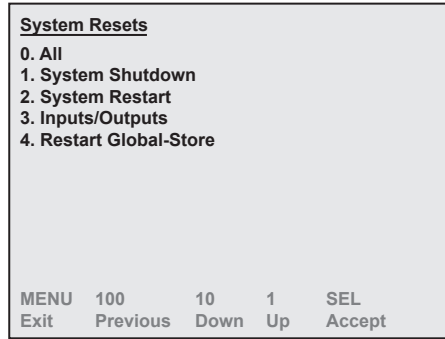 System Resets
0. All
1. System Shutdown
2. System Restart
3. Inputs/Outputs
4. Restart Global-Store
MENU 100 10 1 SEL
Exit Previous Down Up Accept